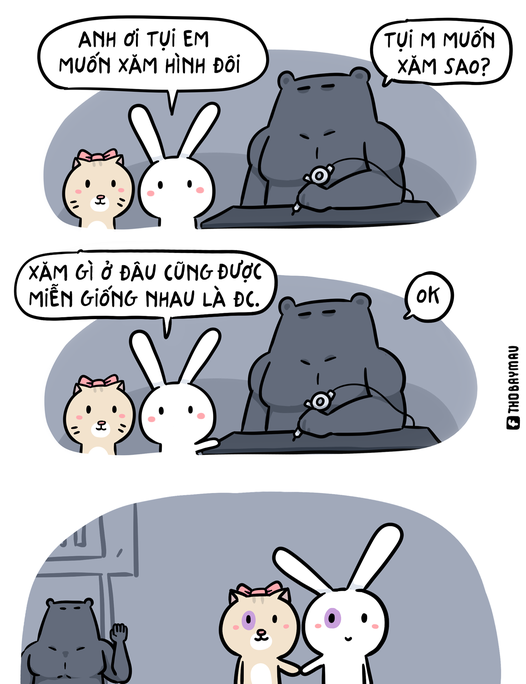 ANH ƠI TỤI EM
MUỐN XĂM HÌNH ĐÔI
TỤI M MUỐN
XĂM SAO?
XĂM GÌ Ở ĐÂU CŨNG ĐƯỢC
MIỄN GIỐNG NHAU LÀ ĐC.
OK
THOBAYMAU